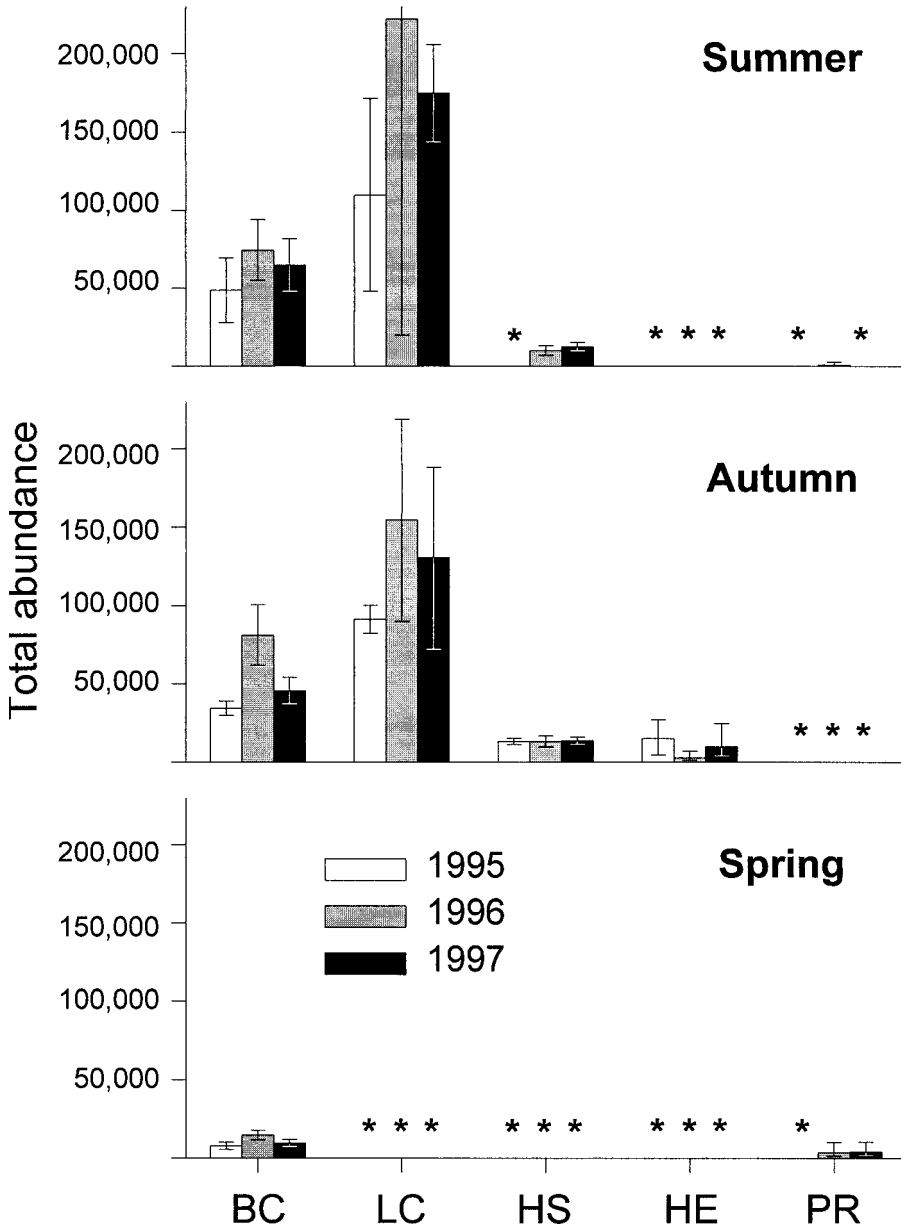 Total abundance
Summer
200,000
150,000
100,000
50,000
* * * * * *
Autumn
200,000
150,000
100,000
50,000
* * *
Spring
200,000
150,000
100,000
50,000
1995
1996
1997
* * * * * * * * * *
BC LC HS HE PR